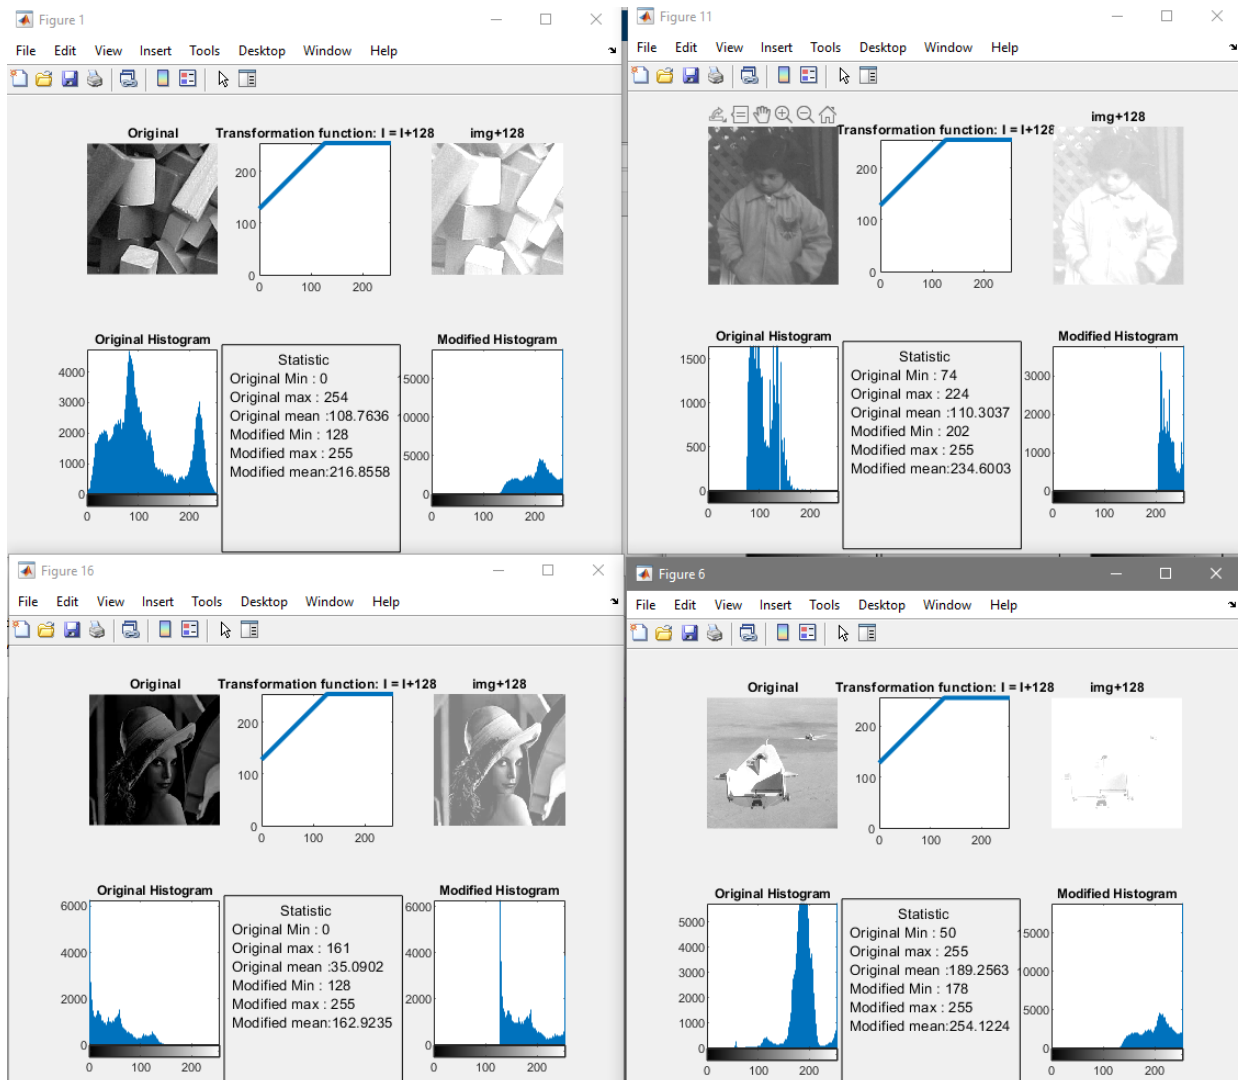 Figure 1
File Edit View Insert Tools Desktop Window Help
Original
Transformation function: I = I+128
img+128
200
100
0
0 100 200
Original Histogram
4000
3000
2000
1000
0
0 100 200
Statistic
Original Min : 0
Original max : 254
Original mean :108.7636
Modified Min : 128
Modified max : 255
Modified mean:216.8558
Modified Histogram
5000
0000
5000
0
0 100 200
Figure 11
File Edit View Insert Tools Desktop Window Help
Transformation function: I = I+128
img+128
200
100
0
0 100 200
Original Histogram
1500
1000
500
0
0 100 200
Statistic
Original Min : 74
Original max : 224
Original mean :110.3037
Modified Min : 202
Modified max : 255
Modified mean:234.6003
Modified Histogram
3000
2000
1000
0
0 100 200
Figure 16
File Edit View Insert Tools Desktop Window Help
Original
Transformation function: I = I+128
img+128
200
100
0
0 100 200
Original Histogram
6000
4000
2000
0
0 100 200
Statistic
Original Min : 0
Original max : 161
Original mean :35.0902
Modified Min : 128
Modified max : 255
Modified mean:162.9235
Modified Histogram
6000
4000
2000
0
0 100 200
Figure 6
File Edit View Insert Tools Desktop Window Help
Original
Transformation function: I = I+128
img+128
200
100
0
0 100 200
Original Histogram
5000
4000
3000
2000
1000
0
0 100 200
Statistic
Original Min : 50
Original max : 255
Original mean :189.2563
Modified Min : 178
Modified max : 255
Modified mean:254.1224
Modified Histogram
5000
0000
5000
0
0 100 200